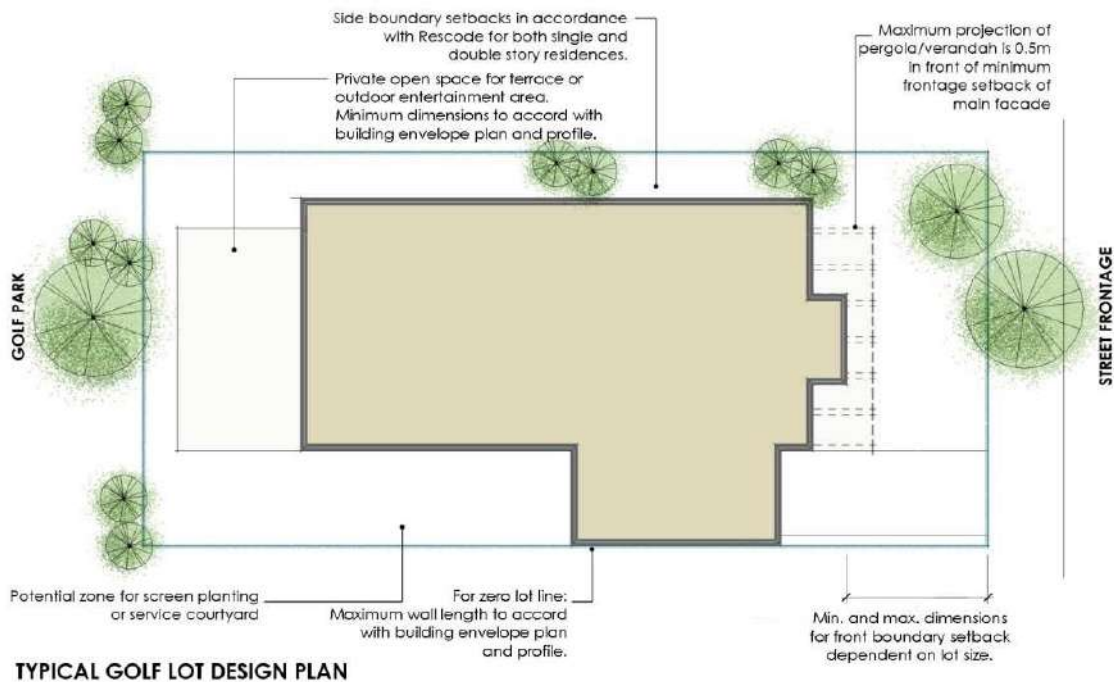 Side boundary setbacks in accordance
with Rescode for both single and
double story residences.
Maximum projection of
pergola/verandah is 0.5m
in front of minimum
frontage setback of
main facade
Private open space for terrace or
outdoor entertainment area.
Minimum dimensions to accord with
building envelope plan and profile.
GOLF PARK
STREET FRONTAGE
Potential zone for screen planting
or service courtyard
For zero lot line:
Maximum wall length to accord
with building envelope plan
and profile.
Min. and max. dimensions
for front boundary setback
dependent on lot size.
TYPICAL GOLF LOT DESIGN PLAN